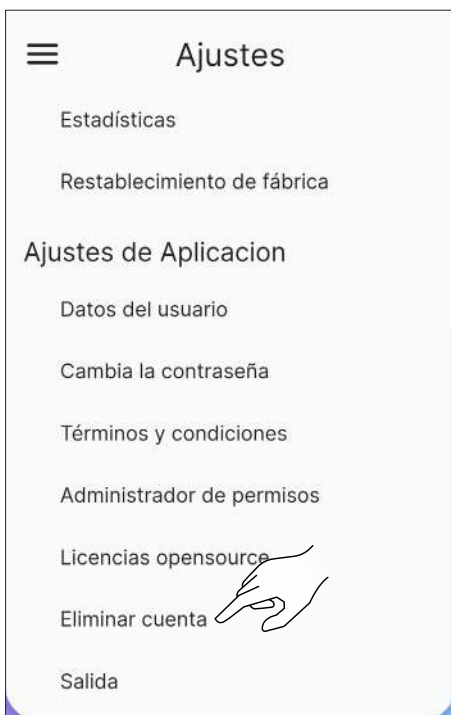 Ajustes
Estadísticas
Restablecimiento de fábrica
Ajustes de Aplicacion
Datos del usuario
Cambia la contraseña
Términos y condiciones
Administrador de permisos
Licencias opensource
Eliminar cuenta
Salida